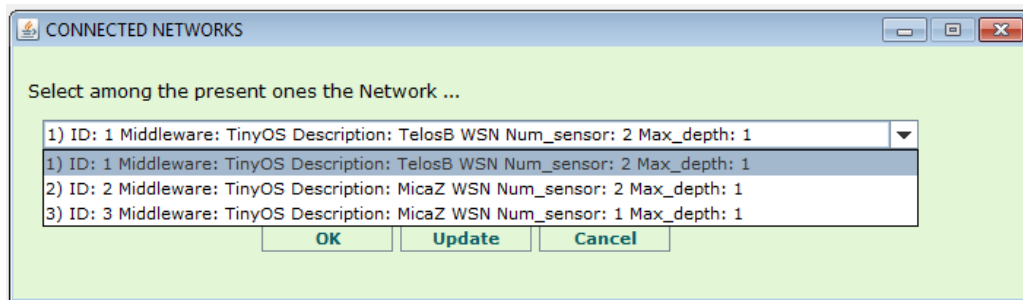 CONNECTED NETWORKS
Select among the present ones the Network ...
1) ID: 1 Middleware: TinyOS Description: TelosB WSN Num_sensor: 2 Max_depth: 1
1) ID: 1 Middleware: TinyOS Description: TelosB WSN Num_sensor: 2 Max_depth: 1
2) ID: 2 Middleware: TinyOS Description: MicaZ WSN Num_sensor: 2 Max_depth: 1
3) ID: 3 Middleware: TinyOS Description: MicaZ WSN Num_sensor: 1 Max_depth: 1
OK Update Cancel